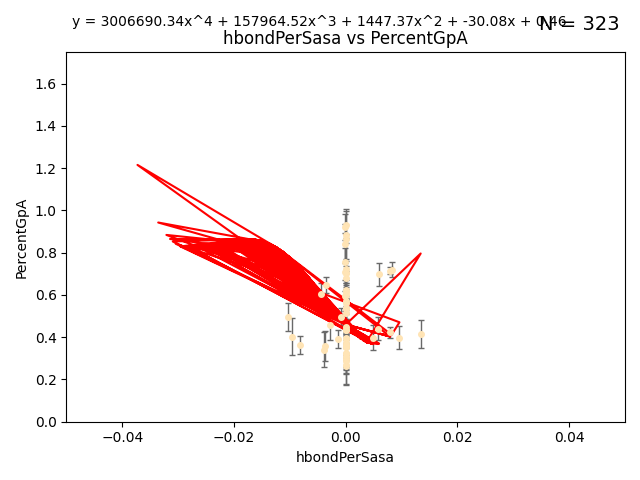 y = 3006690.34x^4 + 157964.52x^3 + 1447.37x^2 + -30.08x + 0.46
N = 323
hbondPerSasa vs PercentGpA
PercentGpA
1.6
1.4
1.2
1.0
0.8
0.6
0.4
0.2
0.0
−0.04 −0.02 0.00 0.02 0.04
hbondPerSasa